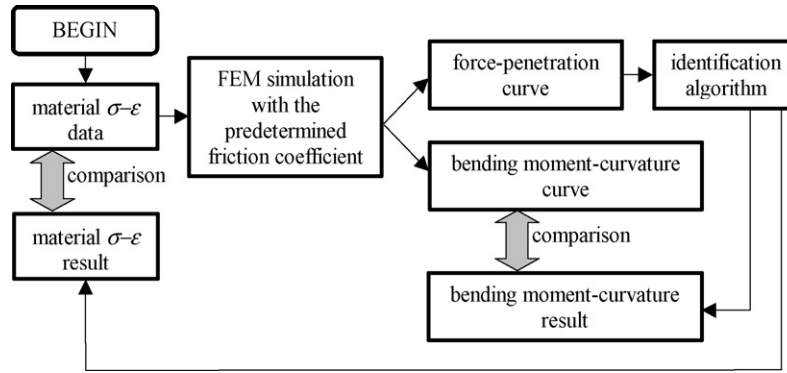 BEGIN
material σ–ε
data
comparison
material σ–ε
result
FEM simulation
with the
predetermined
friction coefficient
force-penetration
curve
identification
algorithm
bending moment-curvature
curve
comparison
bending moment-curvature
result